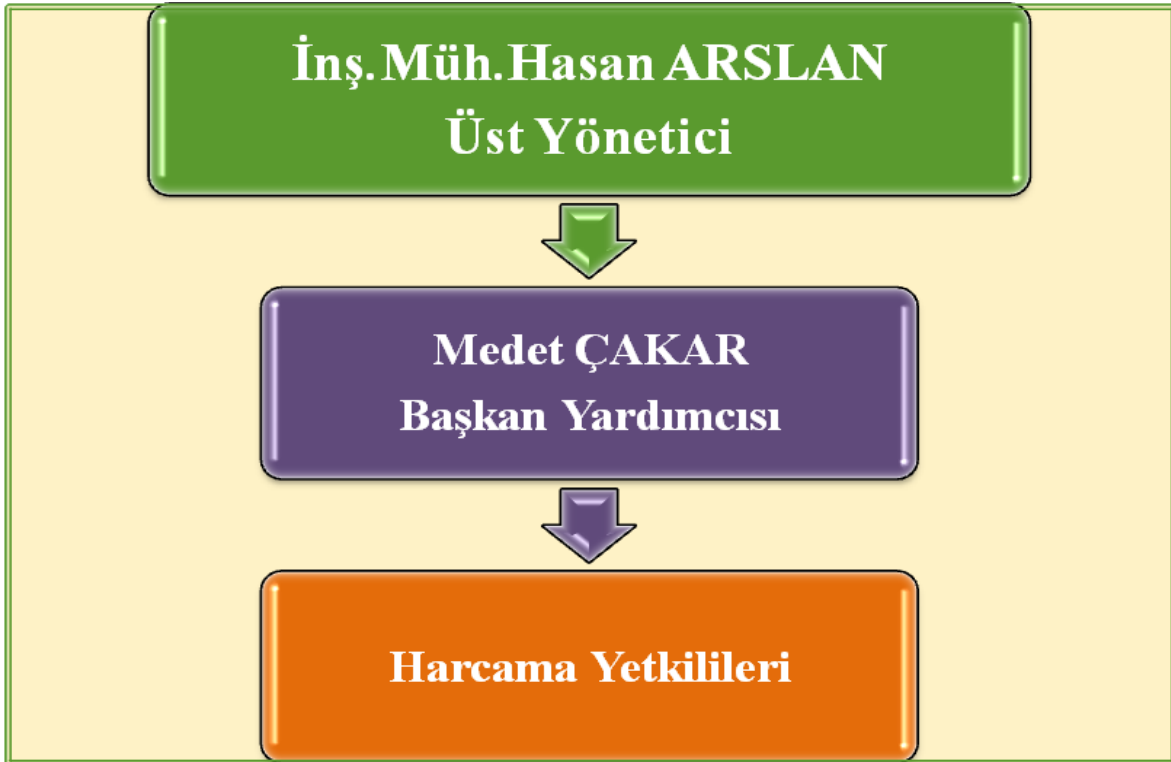 İnş.Müh.Hasan ARSLAN
Üst Yönetici
Medet ÇAKAR
Başkan Yardımcısı
Harcama Yetkilileri